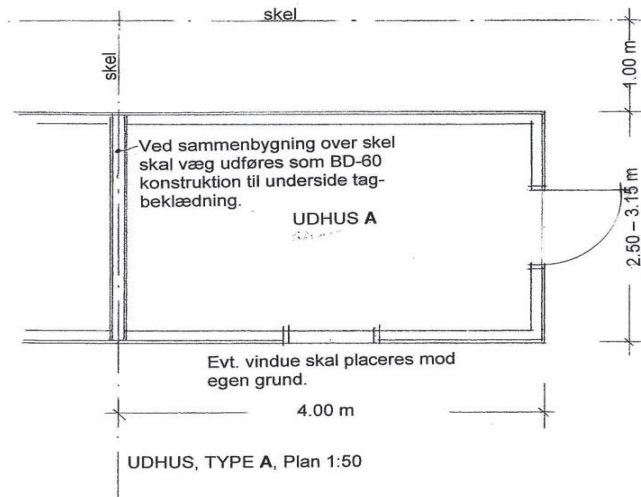 skel
skel
1.00 m
Ved sammenbygning over skel
skal væg udføres som BD-60
konstruktion til underside tag-
beklædning.
UDHUS A
2.50 – 3.15 m
Evt. vindue skal placeres mod
egen grund.
4.00 m
UDHUS, TYPE A, Plan 1:50